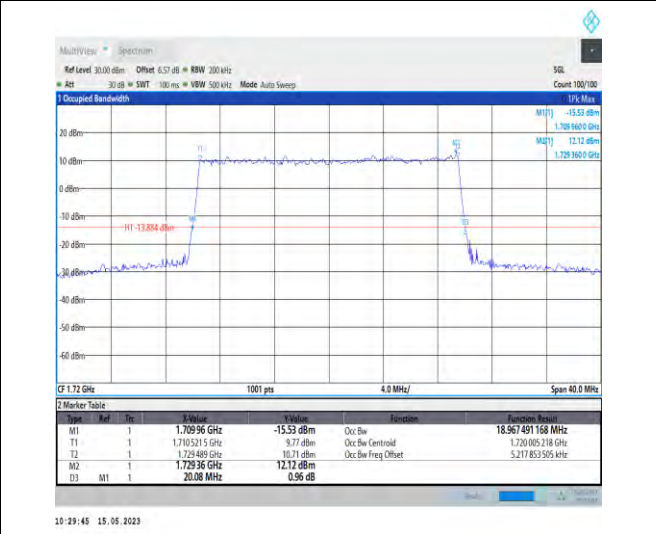 MultiView Spectrum
Ref Level 30.00 dBm Offset 6.57 dB RBW 200 kHz SGL
Att 30 dB SWT 100 ms VBW 500 kHz Mode Auto Sweep Count 100/100
1 Occupied Bandwidth 1Pk Max
M1[1] -15.53 dBm
1.709 960 0 GHz
M2[1] 12.12 dBm
1.729 360 0 GHz
20 dBm
T1 M2
10 dBm
0 dBm
-10 dBm
H1 -13.884 dBm
D3
-20 dBm
-30 dBm
-40 dBm
-50 dBm
-60 dBm
CF 1.72 GHz 1001 pts 4.0 MHz/ Span 40.0 MHz
2 Marker Table
Type Ref Trc X-Value Y-Value Function Function Result
M1 1 1.709 96 GHz -15.53 dBm Occ Bw 18.967 491 168 MHz
T1 1 1.710 521 5 GHz 9.77 dBm Occ Bw Centroid 1.720 005 218 GHz
T2 1 1.729 489 GHz 10.71 dBm Occ Bw Freq Offset 5.217 853 505 kHz
M2 1 1.729 36 GHz 12.12 dBm
D3 M1 1 20.08 MHz 0.96 dB
10:29:45 15.05.2023